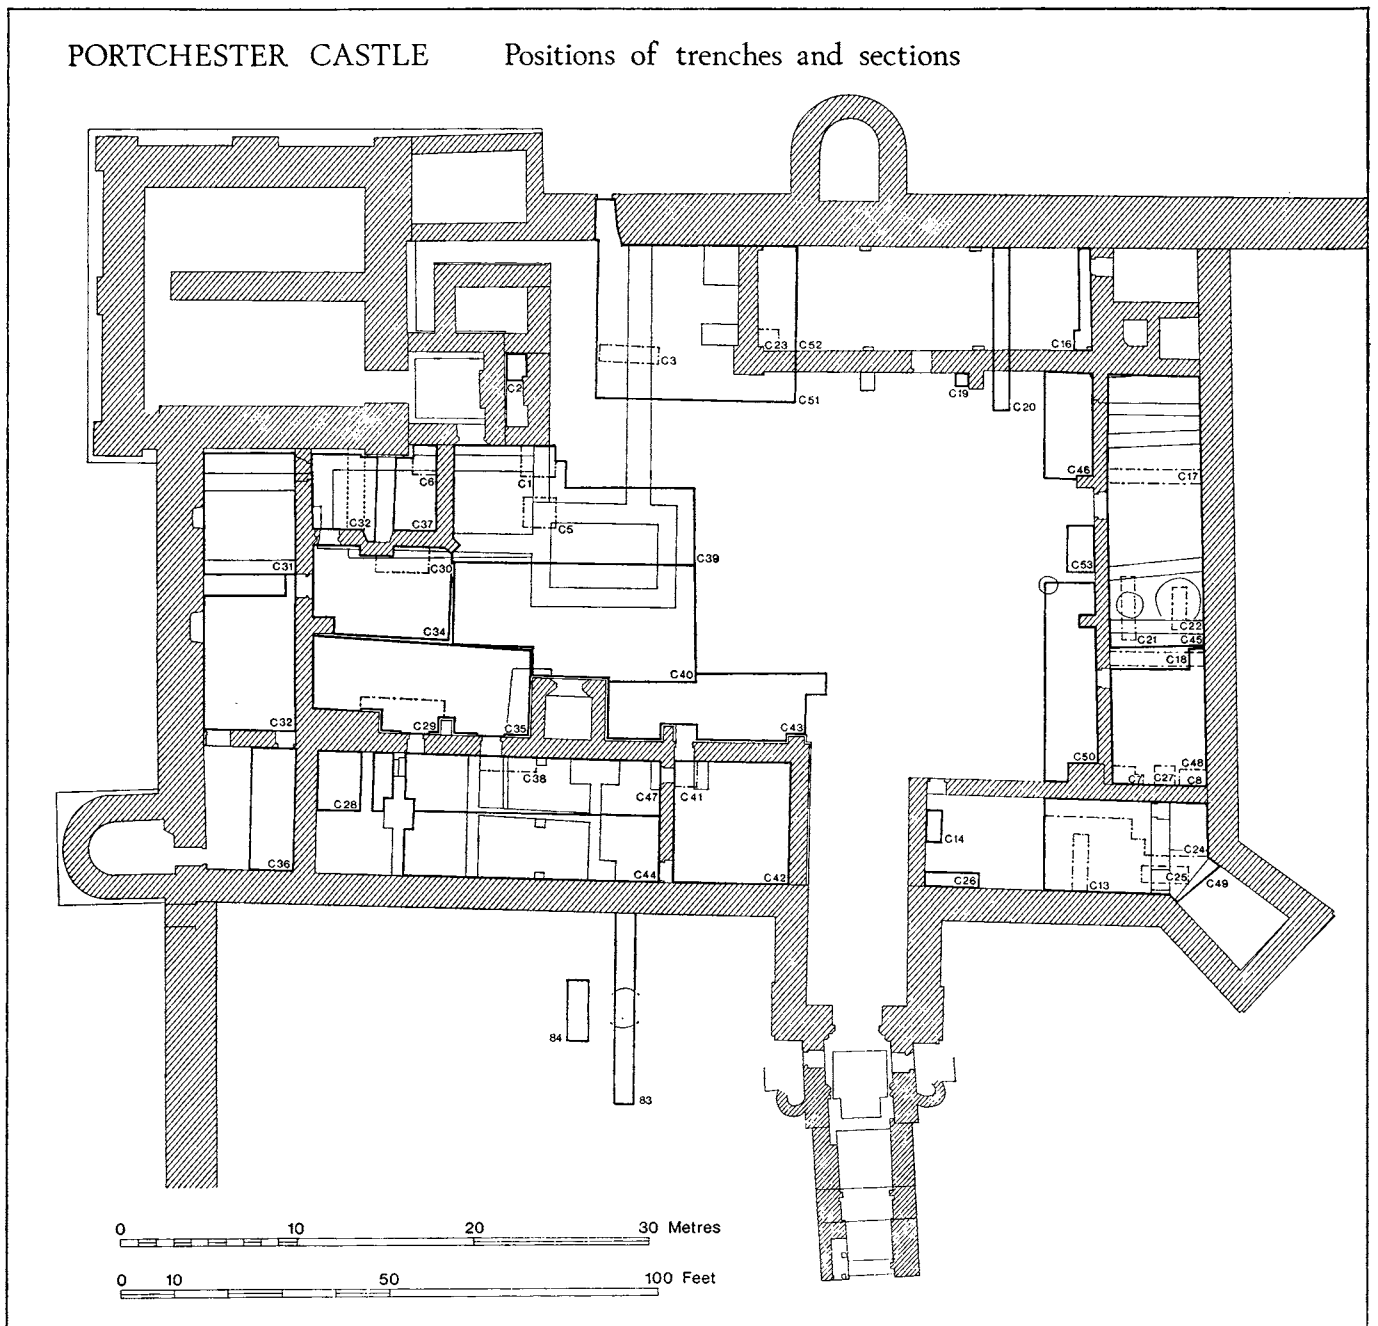 PORTCHESTER CASTLE Positions of trenches and sections
C23 C52 C16
C3
C2
C51 C19 C20
C6 C1 C46 C17
C32 C37 C5
C31 C30 C39 C53
C34 C21 C22
C45
C18
C40
C32 C29 C35 C43
C50 C48
C38 C7 C27 C8
C28 C47 C41
C14 C24
C36 C44 C42 C26 C13 C25 C49
84
83
0 10 20 30 Metres
0 10 50 100 Feet